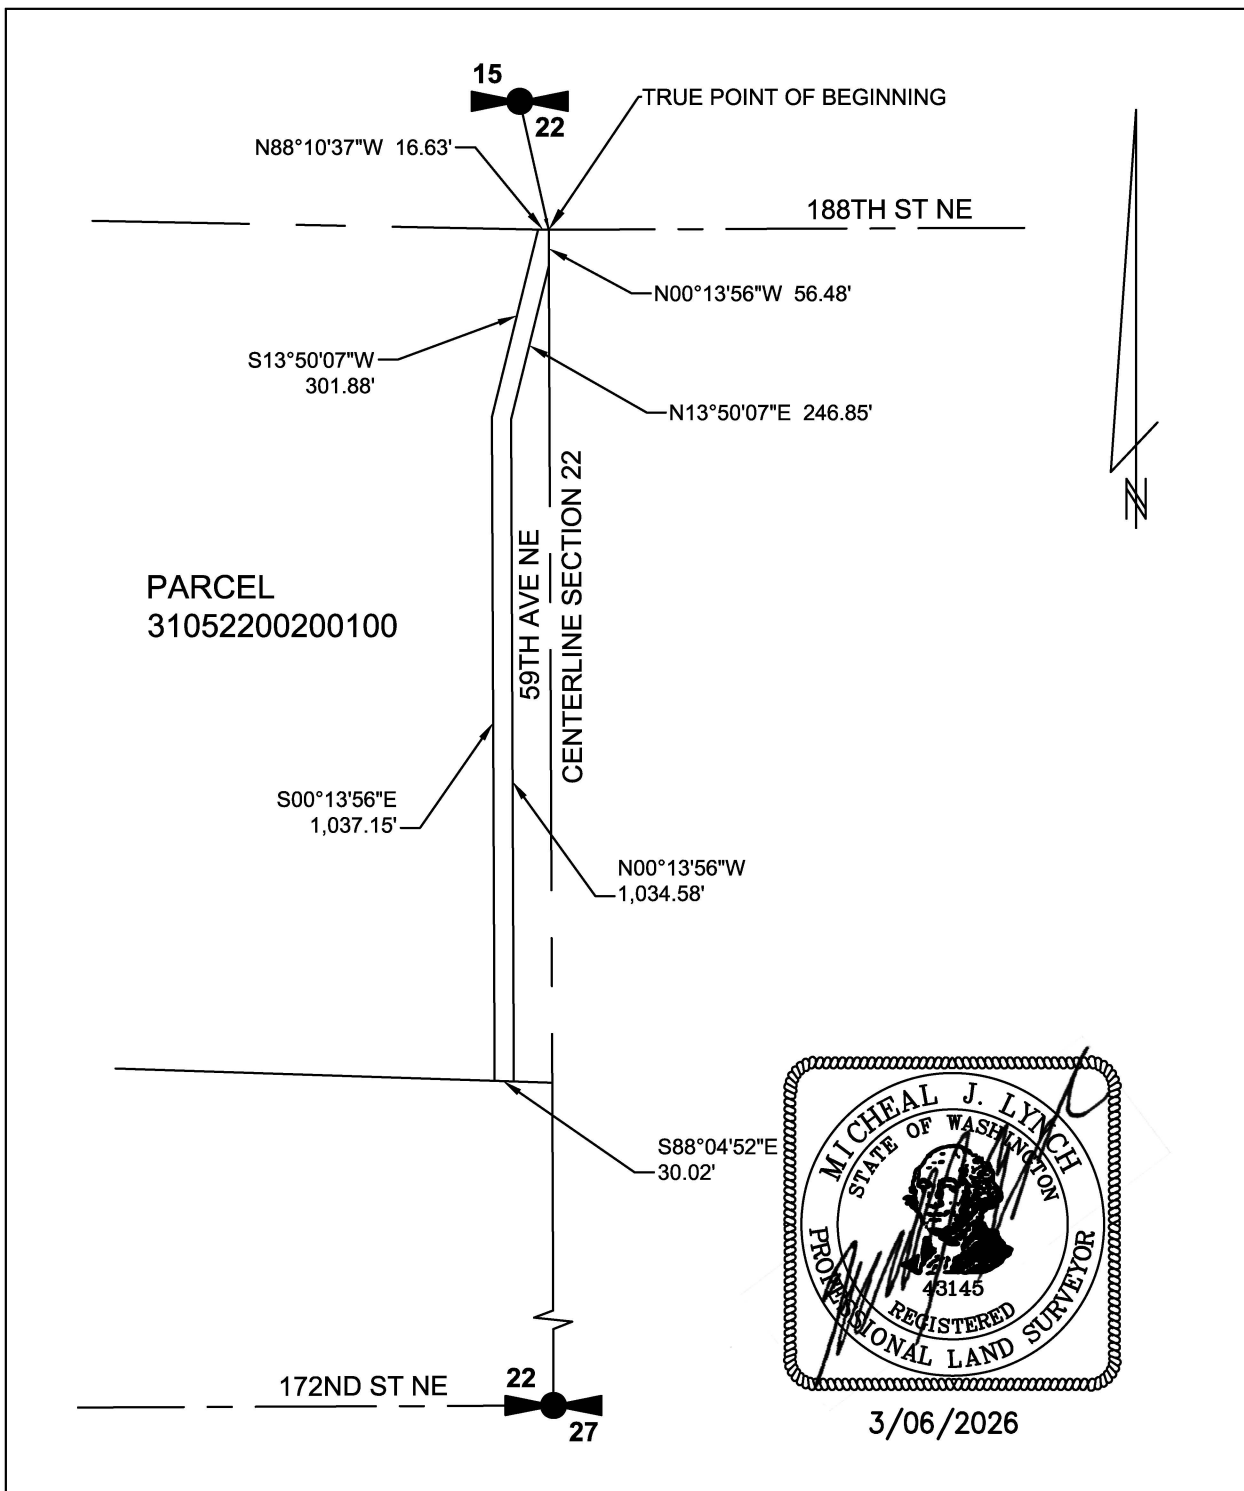 15
22
TRUE POINT OF BEGINNING
N88°10'37"W 16.63'
188TH ST NE
N00°13'56"W 56.48'
S13°50'07"W
301.88'
N13°50'07"E 246.85'
N
59TH AVE NE
CENTERLINE SECTION 22
PARCEL
31052200200100
S00°13'56"E
1,037.15'
N00°13'56"W
1,034.58'
S88°04'52"E
30.02'
MICHEAL J. LYNCH
STATE OF WASHINGTON
43145
REGISTERED
PROFESSIONAL LAND SURVEYOR
3/06/2026
172ND ST NE
22
27